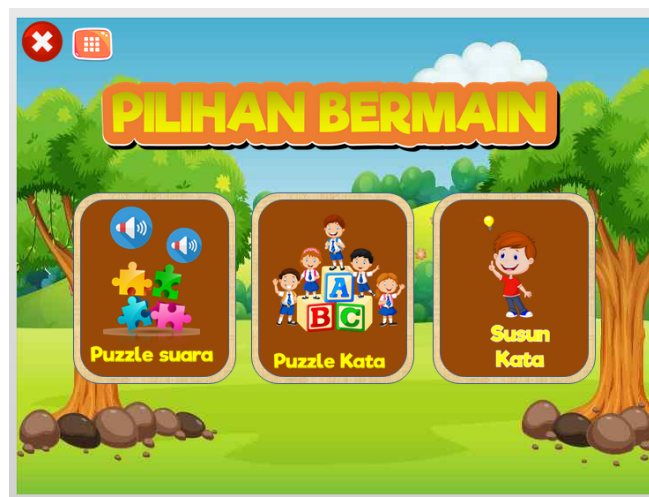 PILIHAN BERMAIN
Puzzle suara
A
B C
Puzzle Kata
Susun
Kata